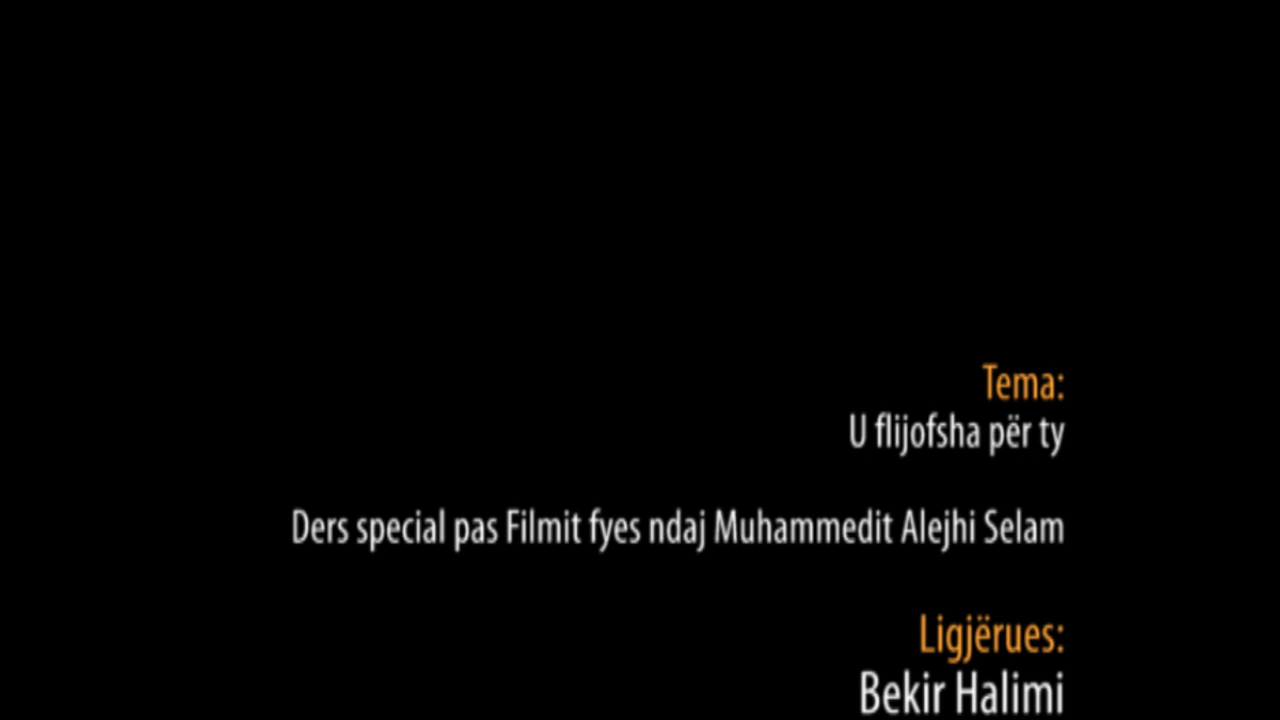 Tema:
U flijofsha për ty
Ders special pas Filmit fyes ndaj Muhammedit Alejhi Selam
Ligjërues:
Bekir Halimi